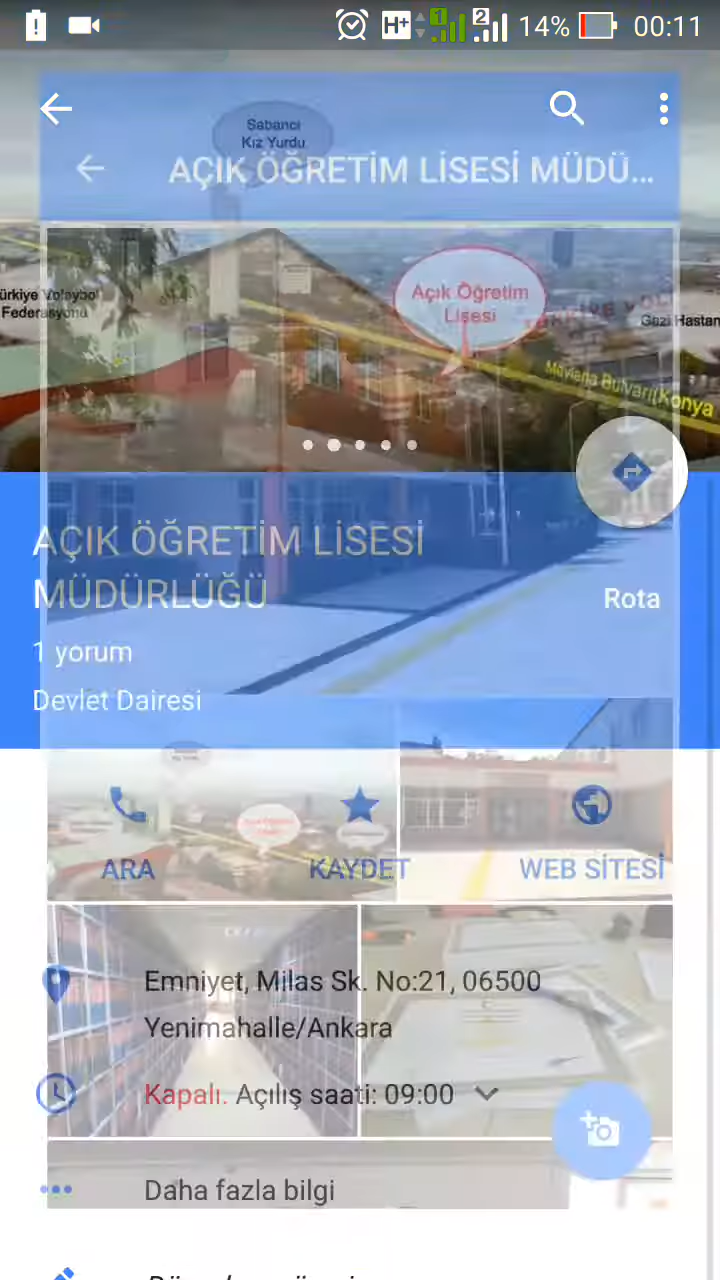 14% 00:11
Sabancı
Kız Yurdu
AÇIK ÖĞRETİM LİSESİ MÜDÜ...
ürkiye Voleybol
Federasyonu
Açık Öğretim
Lisesi
Gazi Hastan
Mevlana Bulvarı(Konya
AÇIK ÖĞRETİM LİSESİ
MÜDÜRLÜĞÜ
Rota
1 yorum
Devlet Dairesi
ARA KAYDET WEB SİTESİ
Emniyet, Milas Sk. No:21, 06500
Yenimahalle/Ankara
Kapalı. Açılış saati: 09:00
Daha fazla bilgi